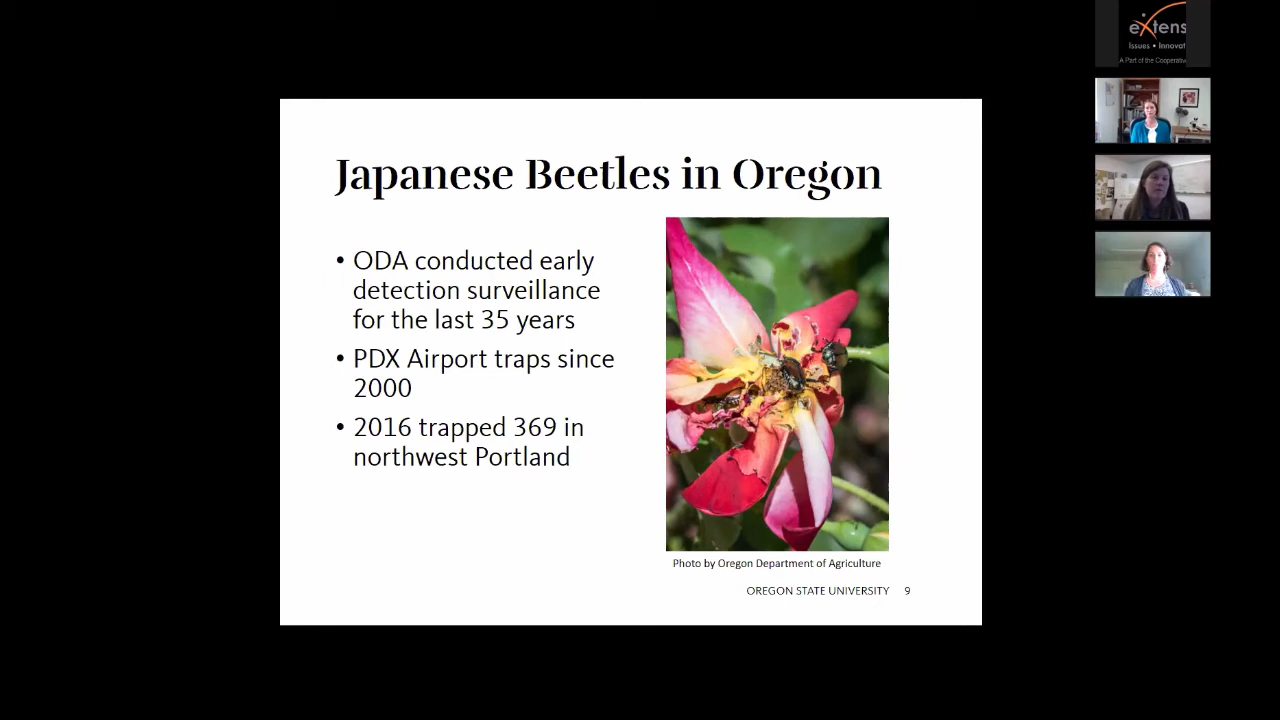 Japanese Beetles in Oregon
• ODA conducted early
detection surveillance
for the last 35 years
• PDX Airport traps since
2000
• 2016 trapped 369 in
northwest Portland
Photo by Oregon Department of Agriculture
OREGON STATE UNIVERSITY 9
eXtens
Issues • Innovat
A Part of the Cooperativ